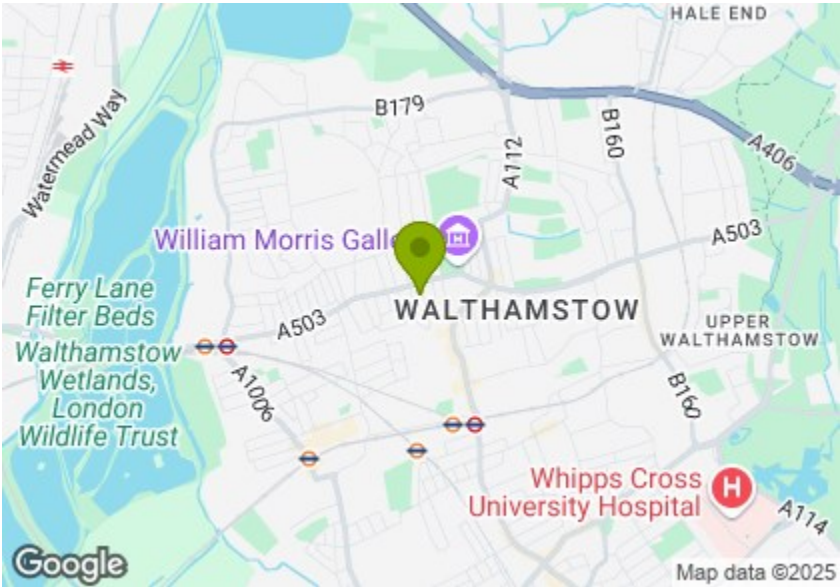 HALE END
B179
Watermead Way
A112
B160
A406
William Morris Galle
A503
Ferry Lane
Filter Beds
WALTHAMSTOW
A503
UPPER
WALTHAMSTOW
Walthamstow
Wetlands,
London
Wildlife Trust
A1006
B160
Whipps Cross
University Hospital
H
A114
Google
Map data ©2025